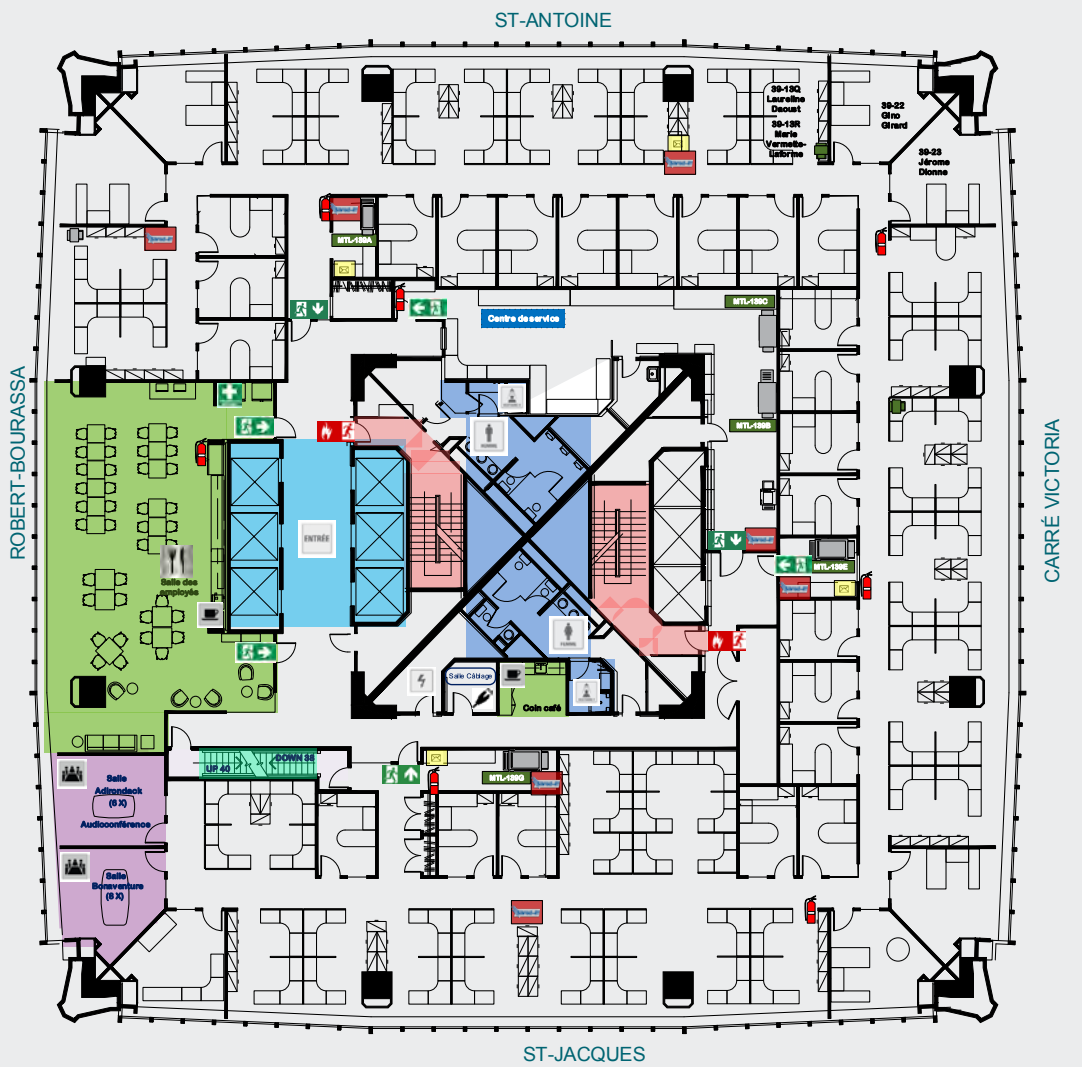 ST-ANTOINE
39-13Q
Laureline
Daoust
39-13R
Marie
Vermette-
Laforme
39-22
Gino
Girard
39-23
Jérome
Dionne
MTL-139A
MTL-139C
Centre de service
ROBERT-BOURASSA
CARRÉ VICTORIA
HOMME
MTL-139B
ENTRÉE
MTL-139E
Salle des
employés
FEMME
Salle Câblage
Coin café
UP 40
DOWN 38
MTL-139G
Salle
Adirondack
(6 X)
Audioconférence
Salle
Bonaventure
(6 X)
ST-JACQUES